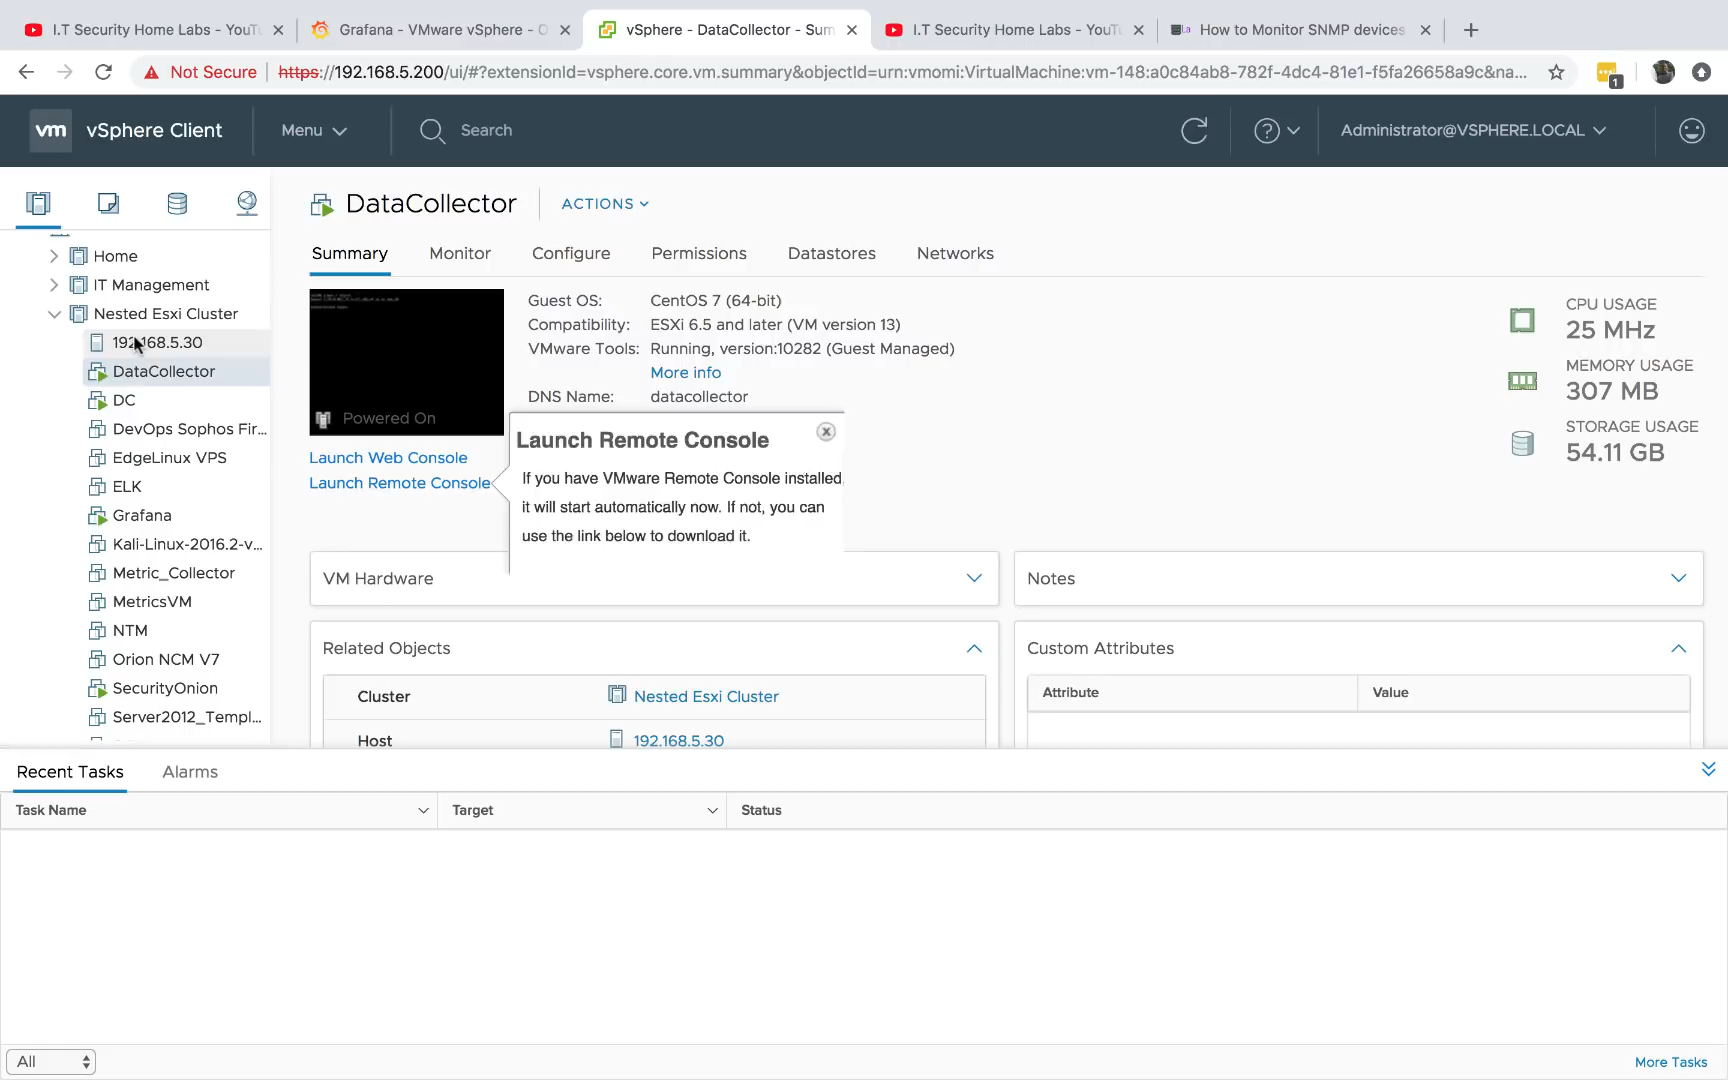 I.T Security Home Labs - YouTu
Grafana - VMware vSphere - O
vSphere - DataCollector - Sum
I.T Security Home Labs - YouTu
How to Monitor SNMP devices
Not Secure
https://192.168.5.200/ui/#?extensionId=vsphere.core.vm.summary&objectId=urn:vmomi:VirtualMachine:vm-148:a0c84ab8-782f-4dc4-81e1-f5fa26658a9c&na...
1
vm vSphere Client
Menu
Search
Administrator@VSPHERE.LOCAL
Home
IT Management
Nested Esxi Cluster
192.168.5.30
DataCollector
DC
DevOps Sophos Fir...
EdgeLinux VPS
ELK
Grafana
Kali-Linux-2016.2-v...
Metric_Collector
MetricsVM
NTM
Orion NCM V7
SecurityOnion
Server2012_Templ...
DataCollector
ACTIONS
Summary
Monitor
Configure
Permissions
Datastores
Networks
Powered On
Launch Web Console
Launch Remote Console
Guest OS: CentOS 7 (64-bit)
Compatibility: ESXi 6.5 and later (VM version 13)
VMware Tools: Running, version:10282 (Guest Managed)
More info
DNS Name: datacollector
CPU USAGE
25 MHz
MEMORY USAGE
307 MB
STORAGE USAGE
54.11 GB
Launch Remote Console
If you have VMware Remote Console installed,
it will start automatically now. If not, you can
use the link below to download it.
VM Hardware
Notes
Related Objects
Cluster Nested Esxi Cluster
Host 192.168.5.30
Custom Attributes
Attribute Value
Recent Tasks Alarms
Task Name Target Status
All
More Tasks